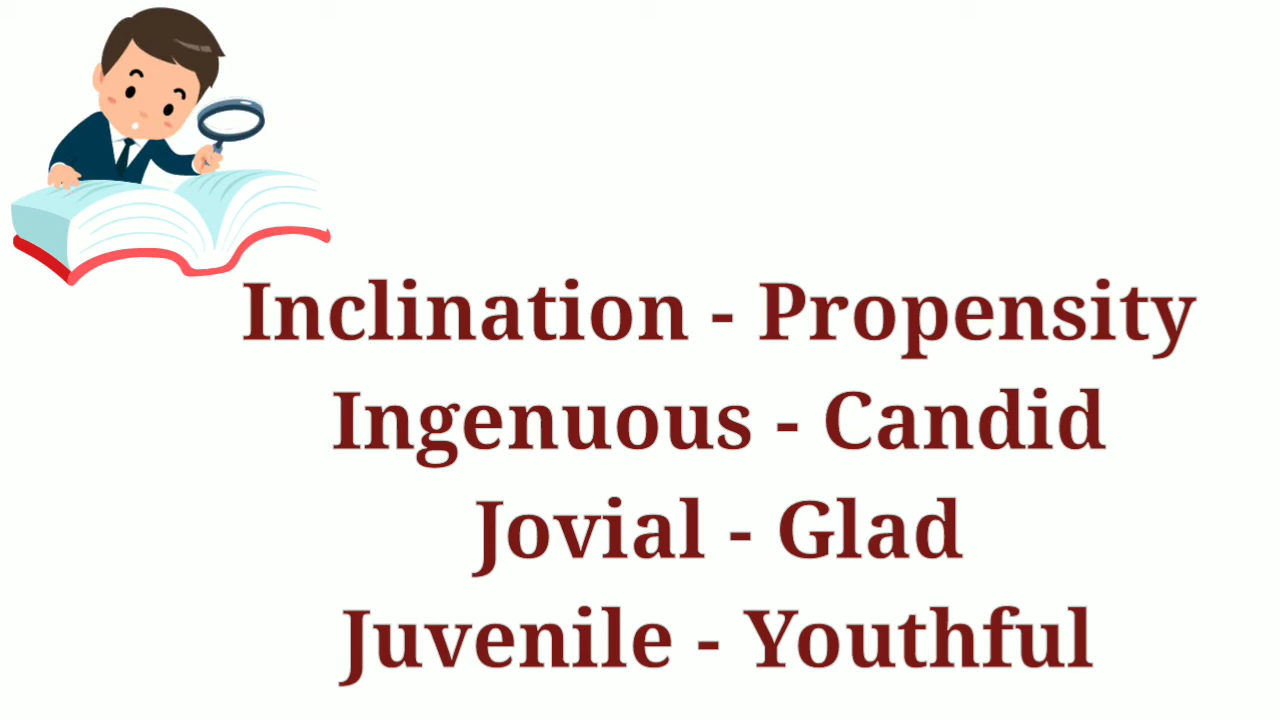 Inclination - Propensity
Ingenuous - Candid
Jovial - Glad
Juvenile - Youthful